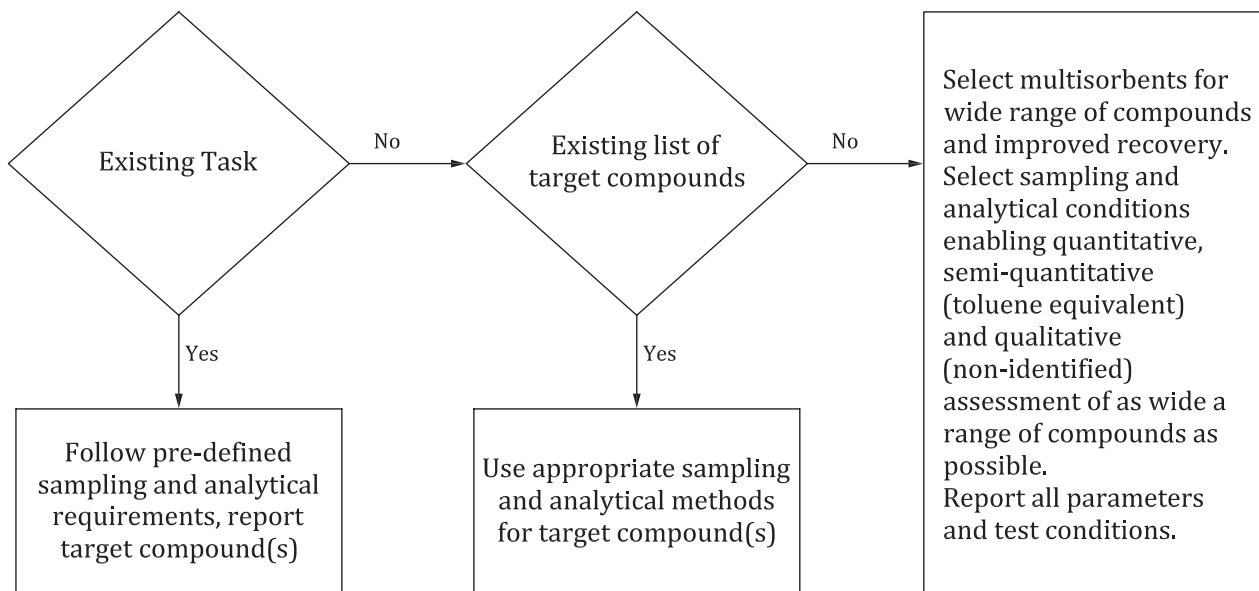 Existing Task
No
Existing list of
target compounds
No
Select multisorbents for
wide range of compounds
and improved recovery.
Select sampling and
analytical conditions
enabling quantitative,
semi-quantitative
(toluene equivalent)
and qualitative
(non-identified)
assessment of as wide a
range of compounds as
possible.
Report all parameters
and test conditions.
Yes
Yes
Follow pre-defined
sampling and analytical
requirements, report
target compound(s)
Use appropriate sampling
and analytical methods
for target compound(s)